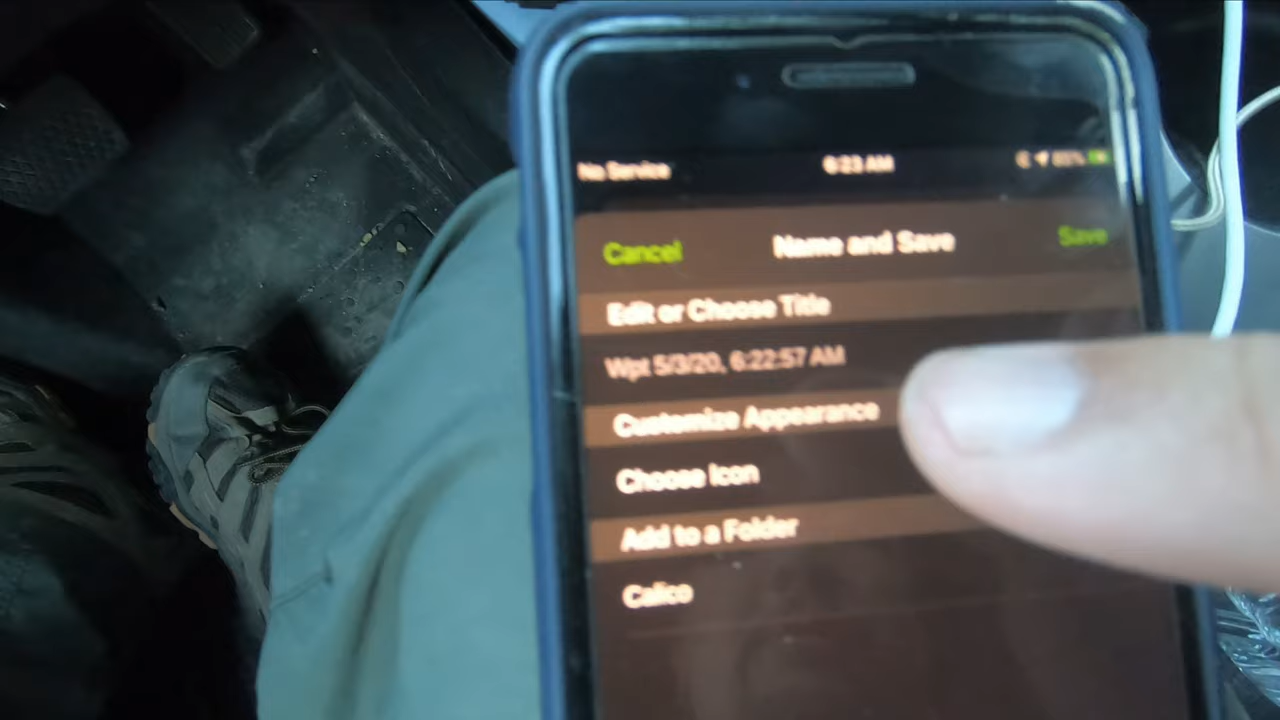 No Service
6:23 AM
Cancel
Name and Save
Save
Edit or Choose Title
Wpt 5/3/20, 6:22:57 AM
Customize Appearance
Choose Icon
Add to a Folder
Calico